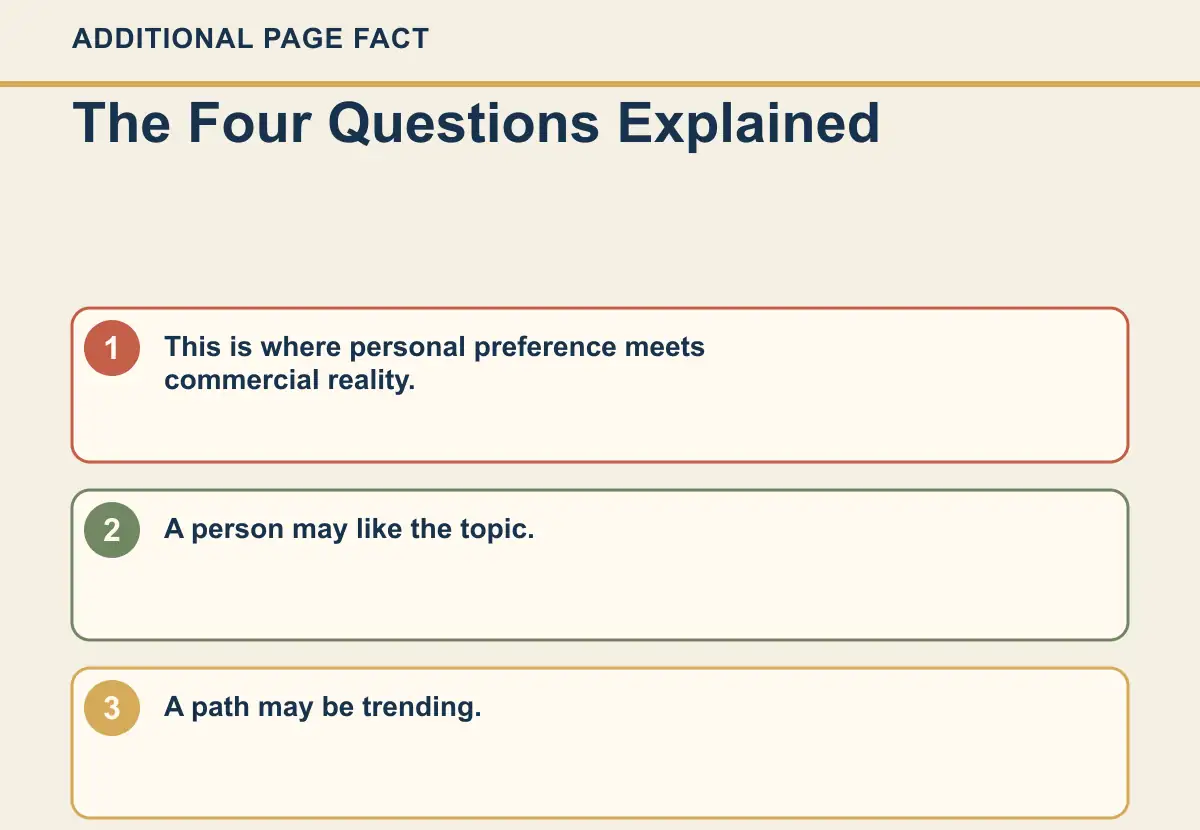 ADDITIONAL PAGE FACT
The Four Questions Explained
1
This is where personal preference meets
commercial reality.
2
A person may like the topic.
3
A path may be trending.